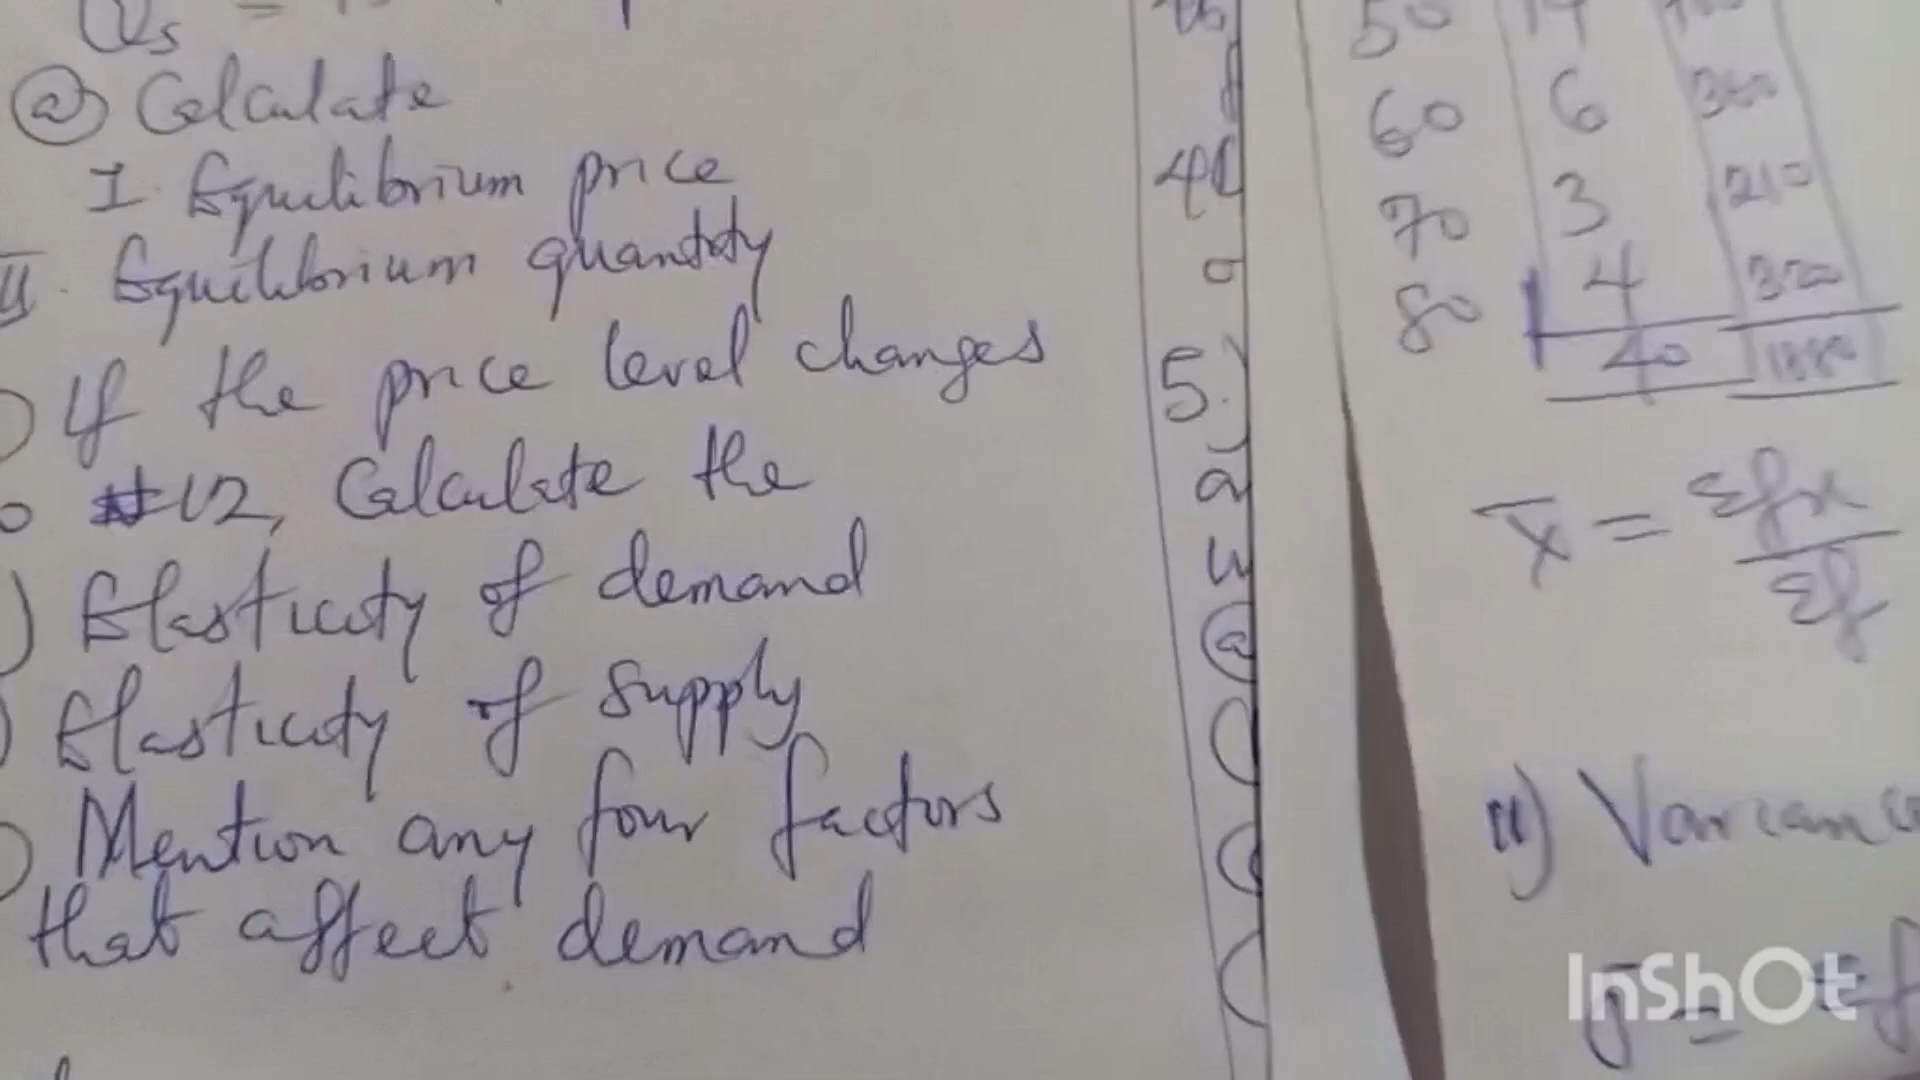 Qs =
(a) Calculate
I. Equilibrium price
II. Equilibrium quantity
If the price level changes
₦12, Calculate the
Elasticity of demand
Elasticity of supply
Mention any four factors
that affect demand
5.)
50
60 6 360
70 3 210
80 4 320
40
x̄ = Σfx
Σf
ii) Variance
InShOt